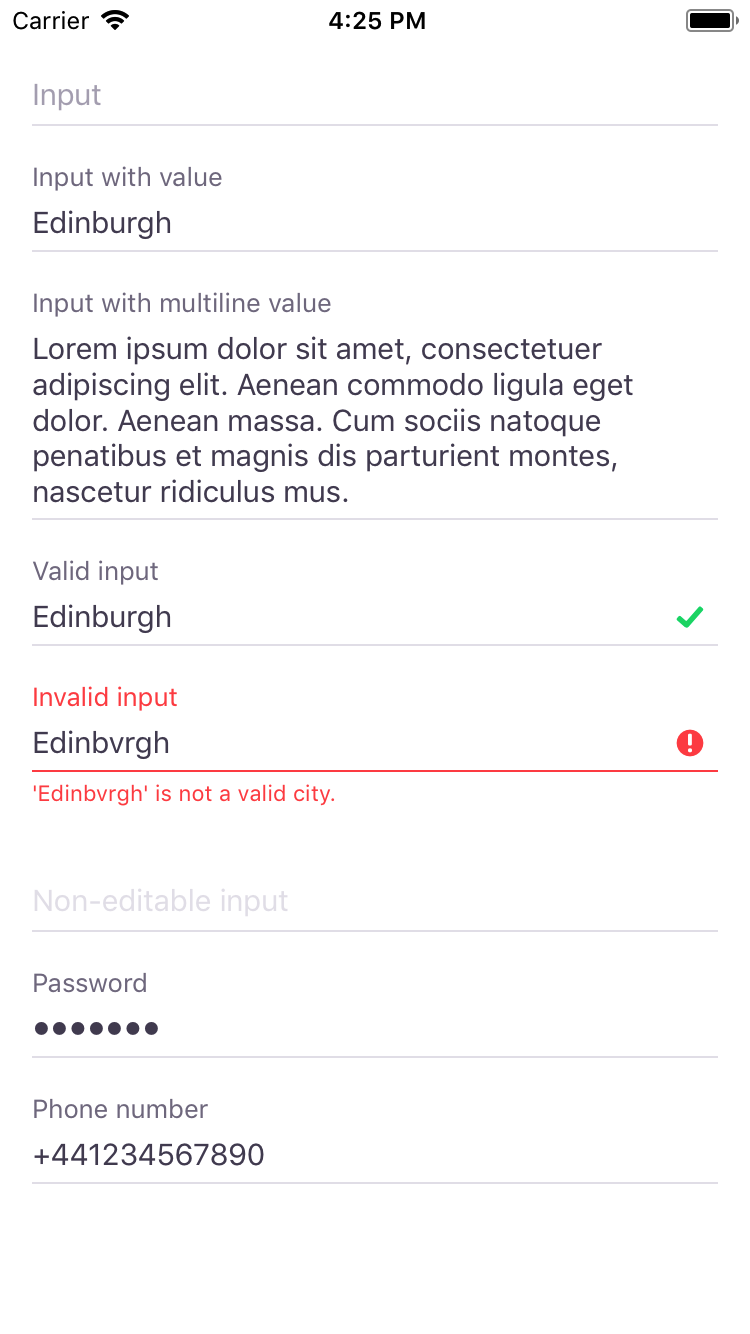 Carrier 4:25 PM
Input
Input with value
Edinburgh
Input with multiline value
Lorem ipsum dolor sit amet, consectetuer
adipiscing elit. Aenean commodo ligula eget
dolor. Aenean massa. Cum sociis natoque
penatibus et magnis dis parturient montes,
nascetur ridiculus mus.
Valid input
Edinburgh
Invalid input
Edinbvrgh
'Edinbvrgh' is not a valid city.
Non-editable input
Password
•••••••
Phone number
+441234567890